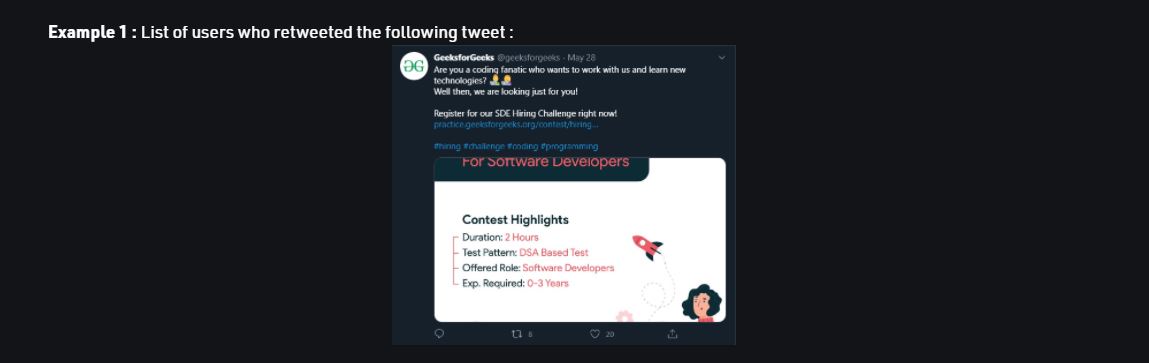 Example 1 : List of users who retweeted the following tweet :
GeeksforGeeks @geeksforgeeks · May 28
Are you a coding fanatic who wants to work with us and learn new
technologies?
Well then, we are looking just for you!
Register for our SDE Hiring Challenge right now!
practice.geeksforgeeks.org/contest/hiring...
#hiring #challenge #coding #programming
For Software Developers
Contest Highlights
Duration: 2 Hours
Test Pattern: DSA Based Test
Offered Role: Software Developers
Exp. Required: 0-3 Years
6 20